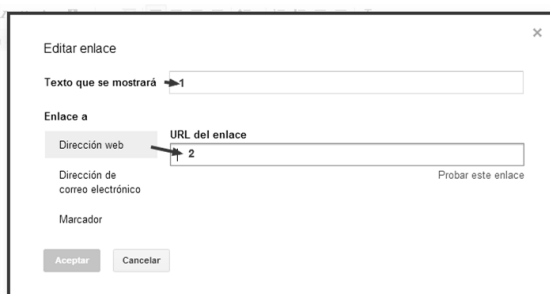 ×
Editar enlace
Texto que se mostrará 1
Enlace a
Dirección web
URL del enlace
2
Probar este enlace
Dirección de
correo electrónico
Marcador
Aceptar Cancelar